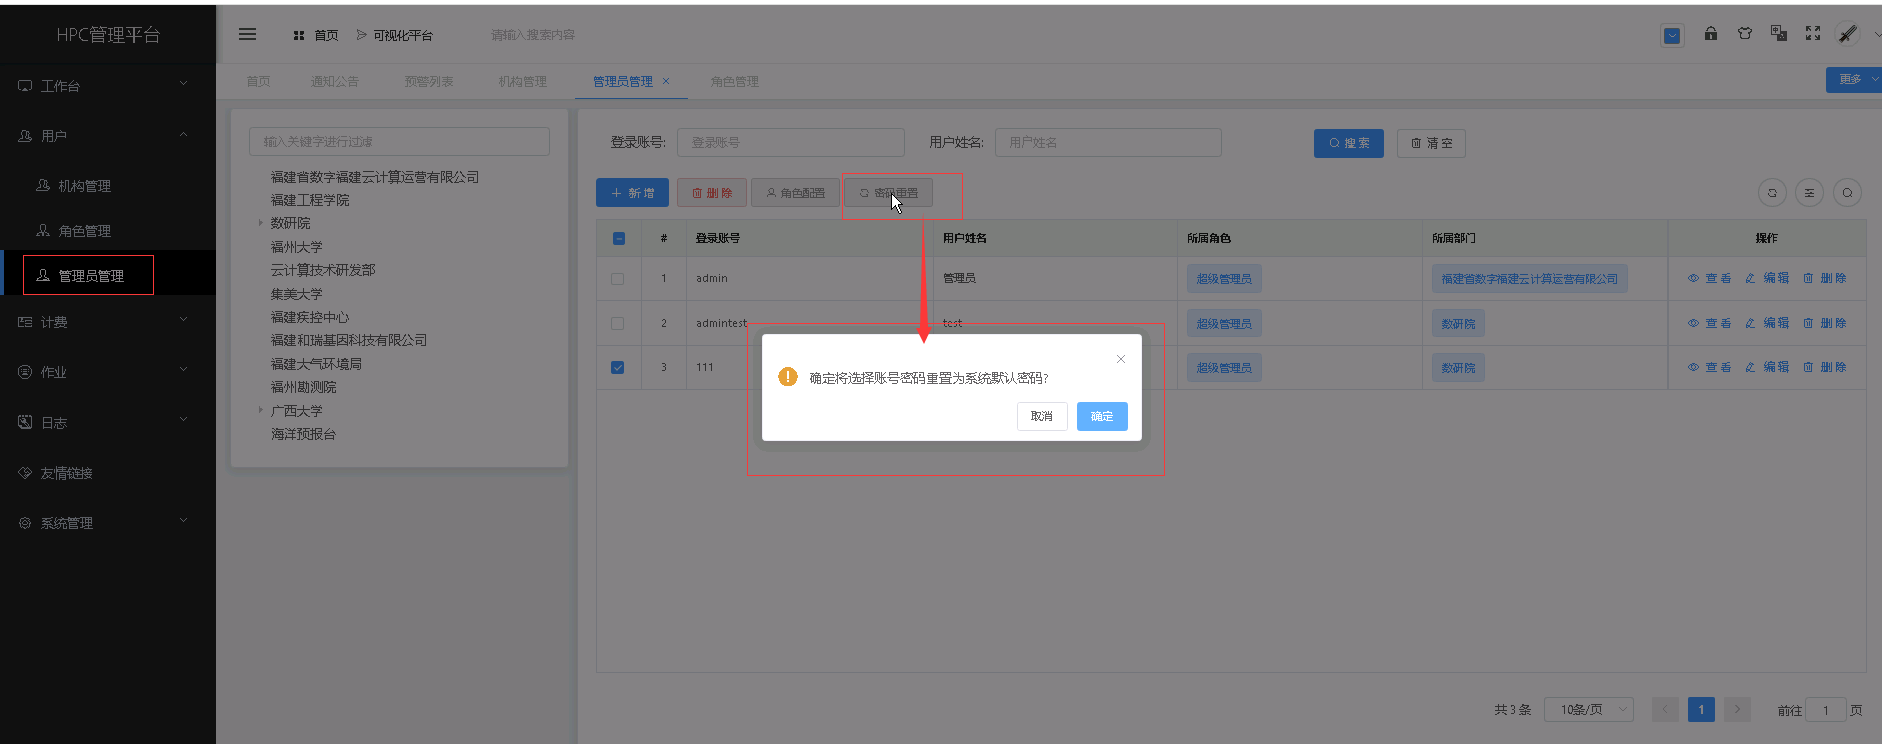 HPC管理平台
首页
可视化平台
请输入搜索内容
首页
通知公告
预警列表
机构管理
管理员管理
角色管理
更多
工作台
用户
机构管理
角色管理
管理员管理
计费
作业
日志
友情链接
系统管理
输入关键字进行过滤
福建省数字福建云计算运营有限公司
福建工程学院
数研院
福州大学
云计算技术研发部
集美大学
福建疾控中心
福建和瑞基因科技有限公司
福建大气环境局
福州勘测院
广西大学
海洋预报台
登录账号:
登录账号
用户姓名:
用户姓名
搜 索
清 空
新 增
删 除
角色配置
密码重置
# 登录账号 用户姓名 所属角色 所属部门 操作
1 admin 管理员 超级管理员 福建省数字福建云计算运营有限公司 查 看 编 辑 删 除
2 admintest test 超级管理员 数研院 查 看 编 辑 删 除
3 111 超级管理员 数研院 查 看 编 辑 删 除
确定将选择账号密码重置为系统默认密码?
取消
确定
共 3 条
10条/页
1
前往 1 页